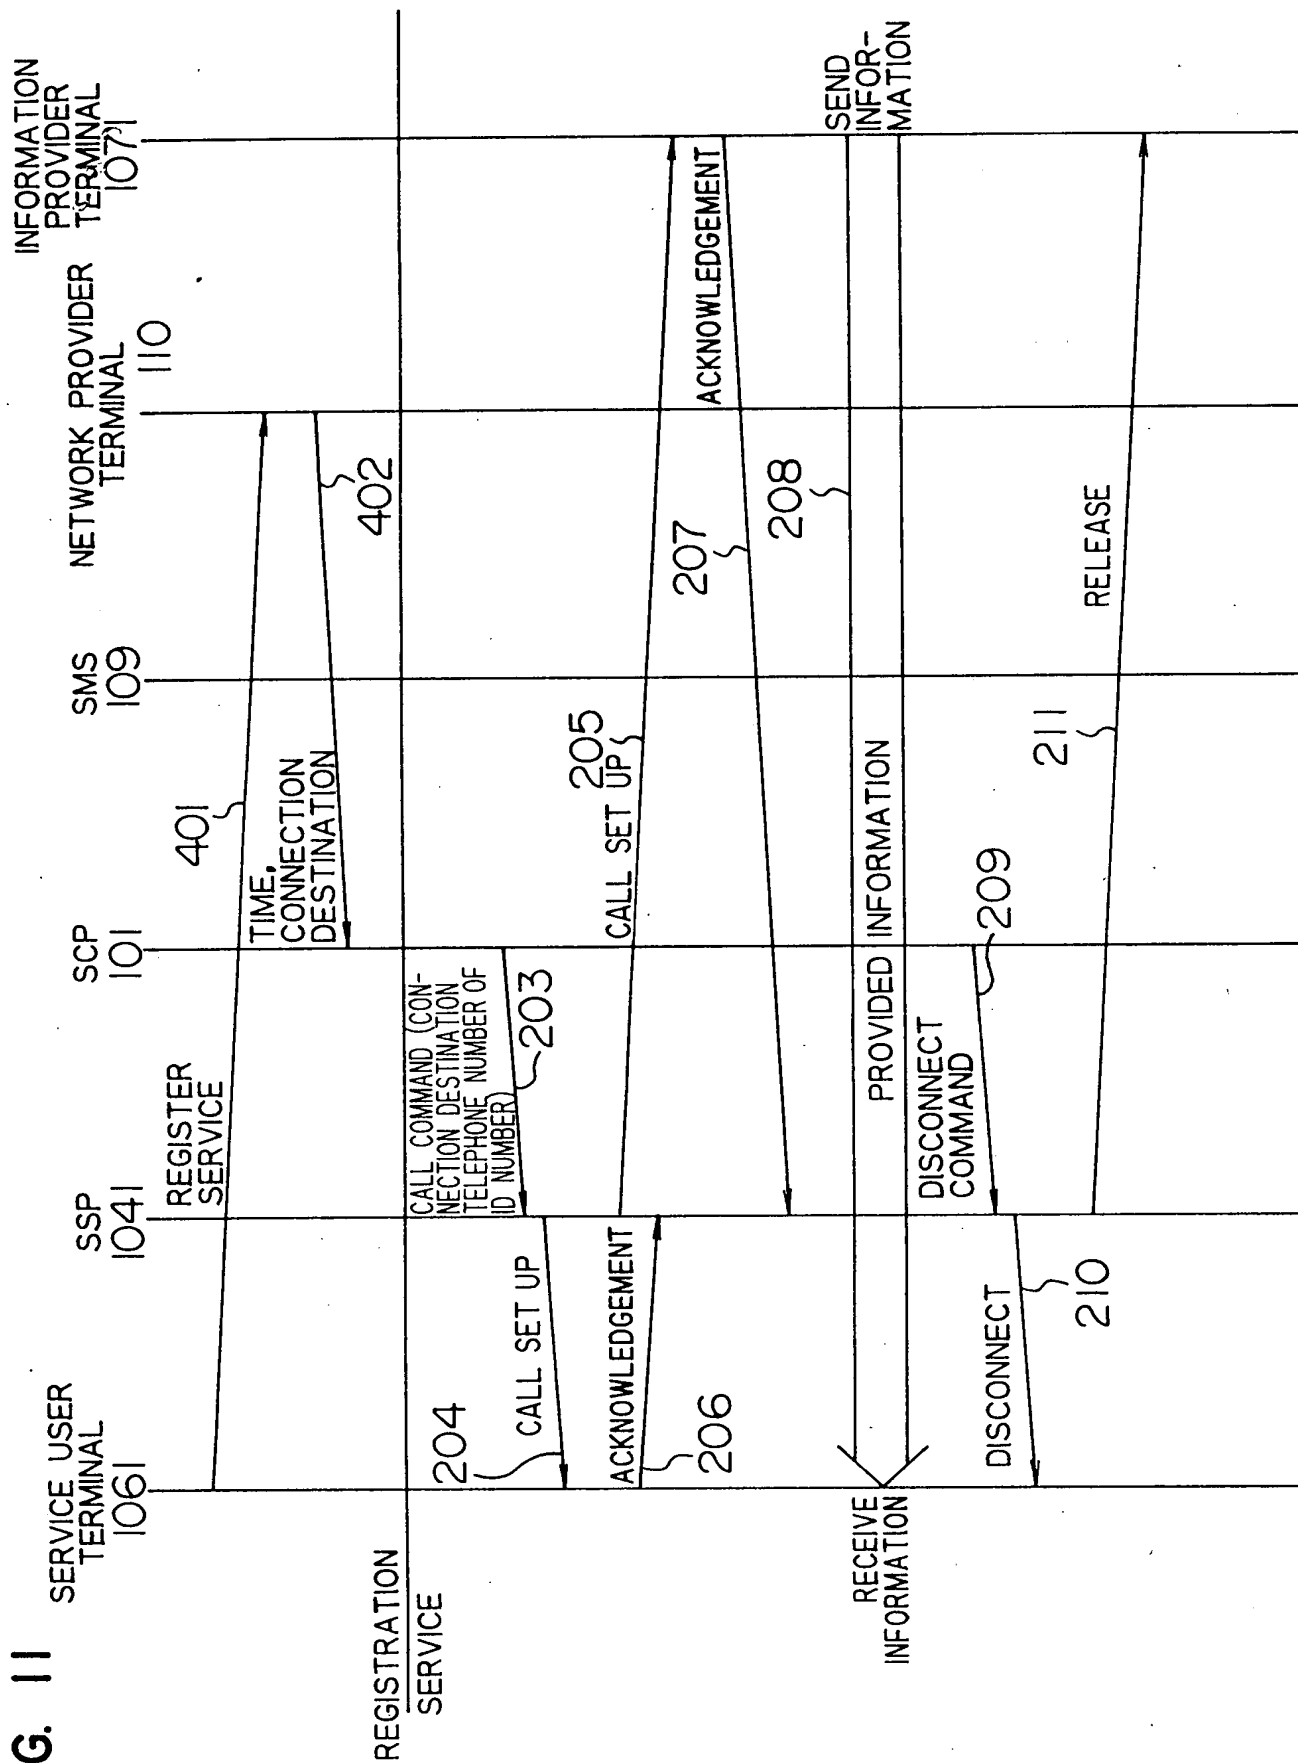 G. 11
SERVICE USER
TERMINAL
1061
SSP
1041
SCP
101
SMS
109
NETWORK PROVIDER
TERMINAL
110
INFORMATION
PROVIDER
TERMINAL
1071
REGISTER
SERVICE
401
TIME,
CONNECTION
DESTINATION
402
REGISTRATION
SERVICE
CALL COMMAND (CON-
NECTION DESTINATION
TELEPHONE NUMBER OF
ID NUMBER)
203
204
CALL SET UP
205
CALL SET UP
ACKNOWLEDGEMENT
206
ACKNOWLEDGEMENT
207
208
SEND
INFOR-
MATION
PROVIDED INFORMATION
RECEIVE
INFORMATION
DISCONNECT
COMMAND
209
DISCONNECT
210
211
RELEASE